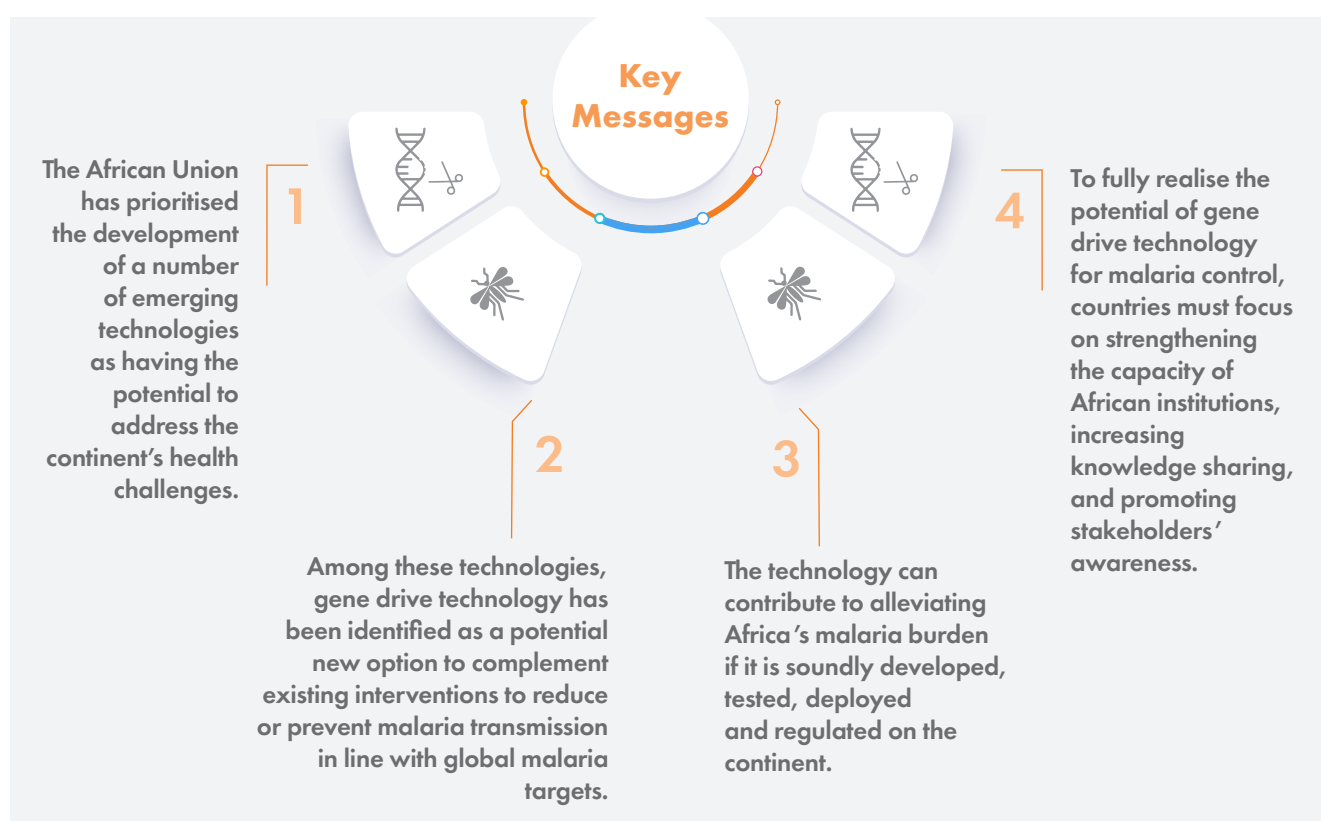 Key
Messages
1
The African Union
has prioritised
the development
of a number
of emerging
technologies
as having the
potential to
address the
continent’s health
challenges.
2
Among these technologies,
gene drive technology has
been identified as a potential
new option to complement
existing interventions to reduce
or prevent malaria transmission
in line with global malaria
targets.
3
The technology can
contribute to alleviating
Africa’s malaria burden
if it is soundly developed,
tested, deployed
and regulated on the
continent.
4
To fully realise the
potential of gene
drive technology
for malaria control,
countries must focus
on strengthening
the capacity of
African institutions,
increasing
knowledge sharing,
and promoting
stakeholders’
awareness.